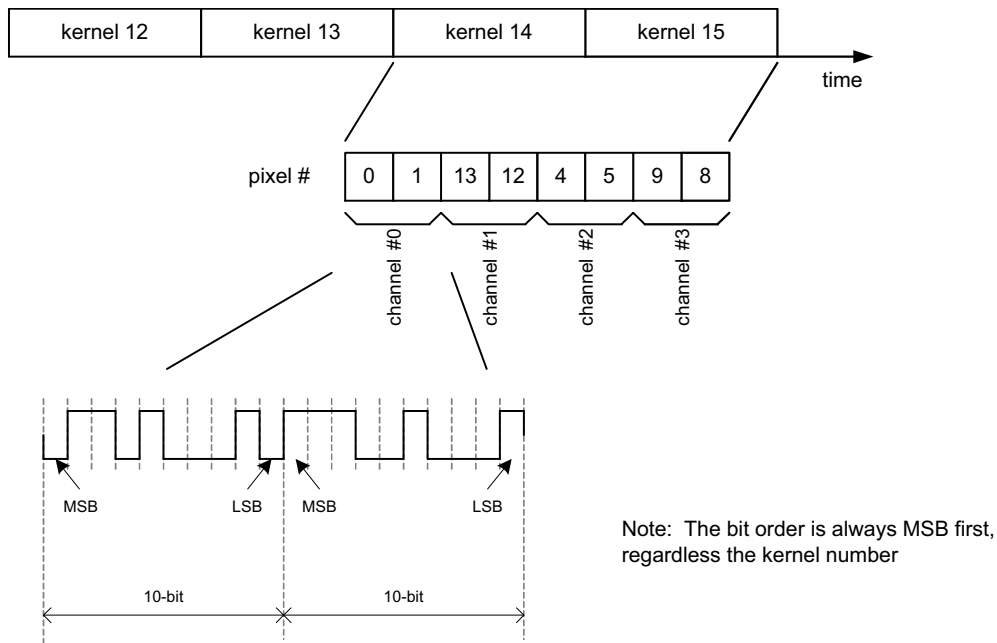 kernel 12 kernel 13 kernel 14 kernel 15
time
pixel # 0 1 13 12 4 5 9 8
channel #0 channel #1 channel #2 channel #3
MSB LSB MSB LSB
Note: The bit order is always MSB first,
regardless the kernel number
10-bit 10-bit